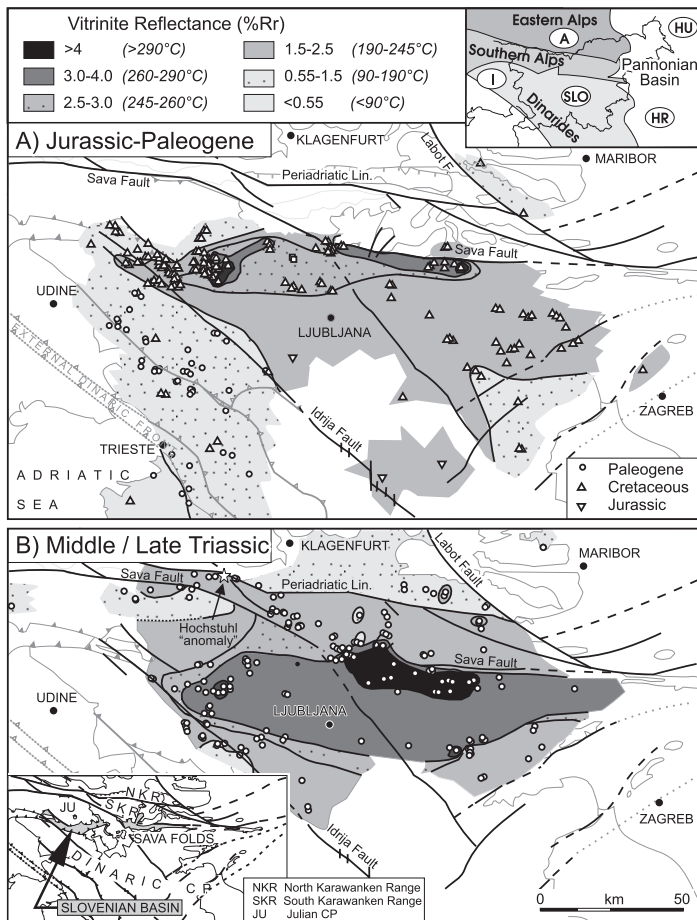 Vitrinite Reflectance (%Rr)
>4 (>290°C)
3.0-4.0 (260-290°C)
2.5-3.0 (245-260°C)
1.5-2.5 (190-245°C)
0.55-1.5 (90-190°C)
<0.55 (<90°C)
Eastern Alps
A
HU
Southern Alps
Pannonian
Basin
I
SLO
Dinarides
HR
A) Jurassic-Paleogene
KLAGENFURT
Labot F.
MARIBOR
Sava Fault
Periadriatic Lin.
Sava Fault
UDINE
LJUBLJANA
EXTERNAL DINARIC FRONT
Idrija Fault
ZAGREB
TRIESTE
ADRIATIC
SEA
Paleogene
Cretaceous
Jurassic
B) Middle / Late Triassic
KLAGENFURT
Labot Fault
MARIBOR
Sava Fault
Periadriatic Lin.
Hochstuhl
"anomaly"
Sava Fault
UDINE
LJUBLJANA
ZAGREB
Idrija Fault
NKR
SKR
JU
SAVA FOLDS
DINARIC CP
SLOVENIAN BASIN
NKR North Karawanken Range
SKR South Karawanken Range
JU Julian CP
0 km 50